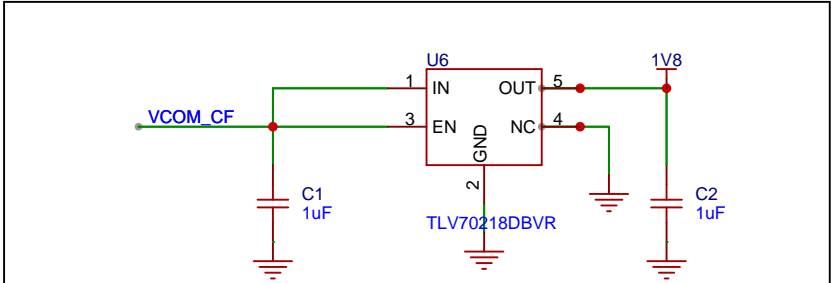 U6
1V8
1 IN OUT 5
VCOM_CF
3 EN NC 4
GND
2
C1
1uF
C2
1uF
TLV70218DBVR